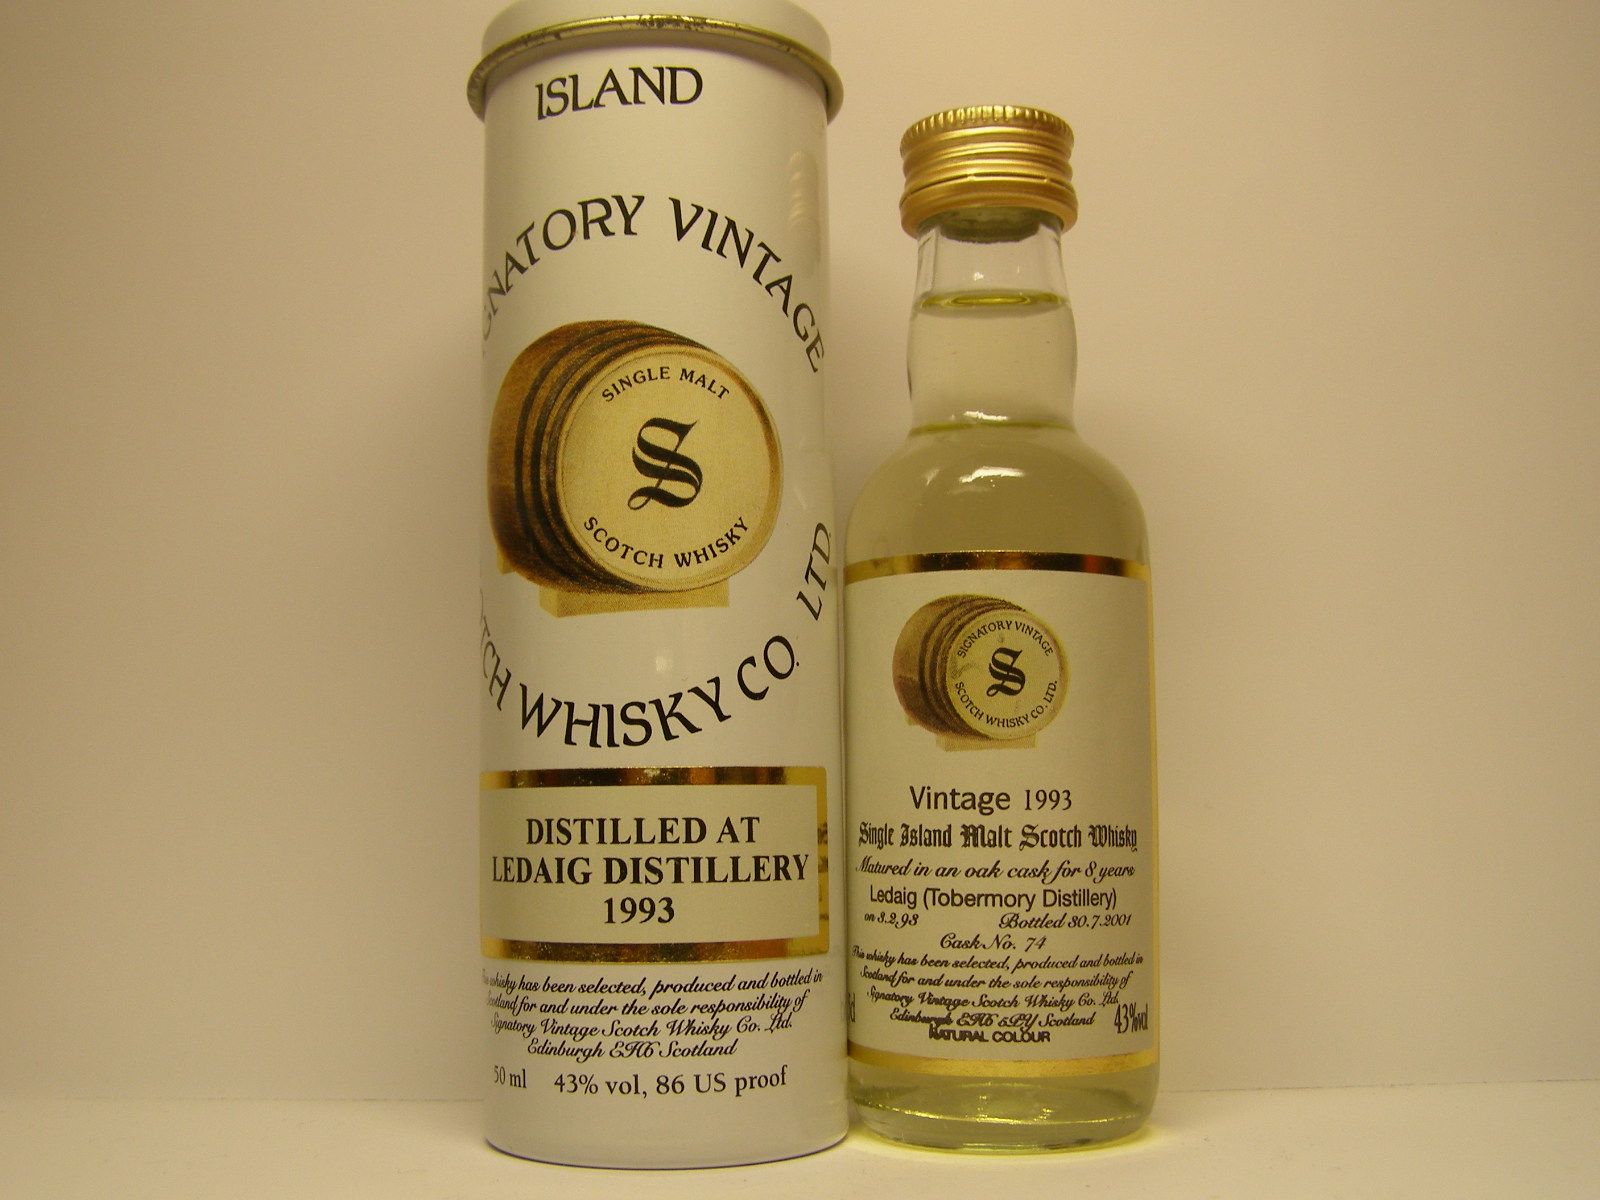 ISLAND
SIGNATORY VINTAGE
SINGLE MALT
S
SCOTCH WHISKY
SCOTCH WHISKY CO. LTD.
DISTILLED AT
LEDAIG DISTILLERY
1993
This whisky has been selected, produced and bottled in
Scotland for and under the sole responsibility of
Signatory Vintage Scotch Whisky Co. Ltd.
Edinburgh EH6 Scotland
50 ml 43% vol, 86 US proof
SIGNATORY VINTAGE
S
SCOTCH WHISKY CO. LTD.
Vintage 1993
Single Island Malt Scotch Whisky
Matured in an oak cask for 8 years
Ledaig (Tobermory Distillery)
on 3.2.93 Bottled 30.7.2001
Cask No. 74
This whisky has been selected, produced and bottled in
Scotland for and under the sole responsibility of
Signatory Vintage Scotch Whisky Co. Ltd.
Edinburgh EH6 5PY Scotland
43%vol
NATURAL COLOUR